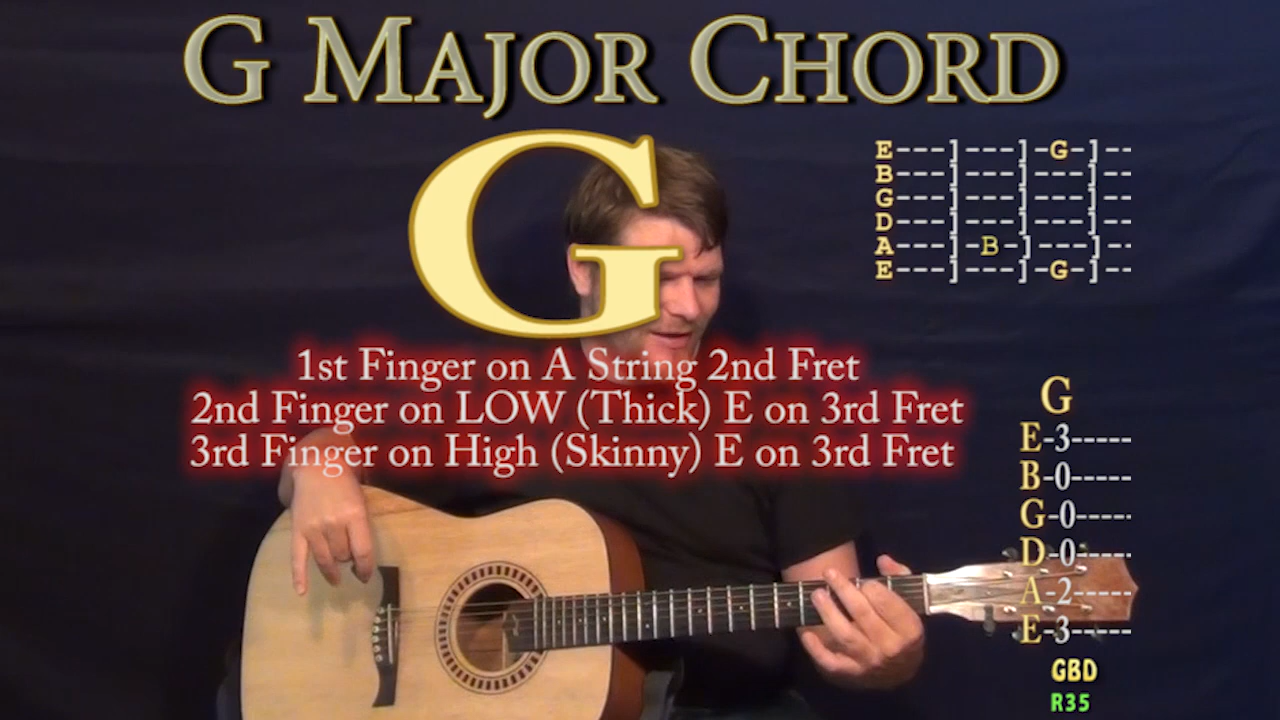 G MAJOR CHORD
G
E---]---]-G-]--
B---]---]---]--
G---]---]---]--
D---]---]---]--
A---]-B-]---]--
E---]---]-G-]--
1st Finger on A String 2nd Fret
2nd Finger on LOW (Thick) E on 3rd Fret
3rd Finger on High (Skinny) E on 3rd Fret
G
E-3-----
B-0-----
G-0-----
D-0-----
A-2-----
E-3-----
GBD
R35